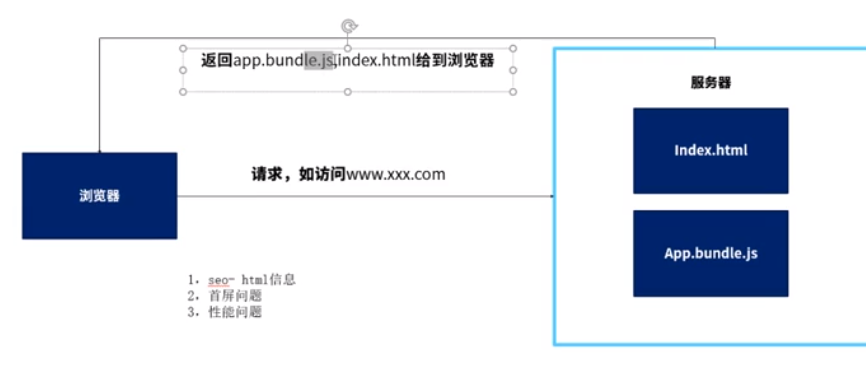 返回app.bundle.js,index.html给到浏览器
服务器
Index.html
请求，如访问www.xxx.com
浏览器
App.bundle.js
1，seo- html信息
2，首屏问题
3，性能问题